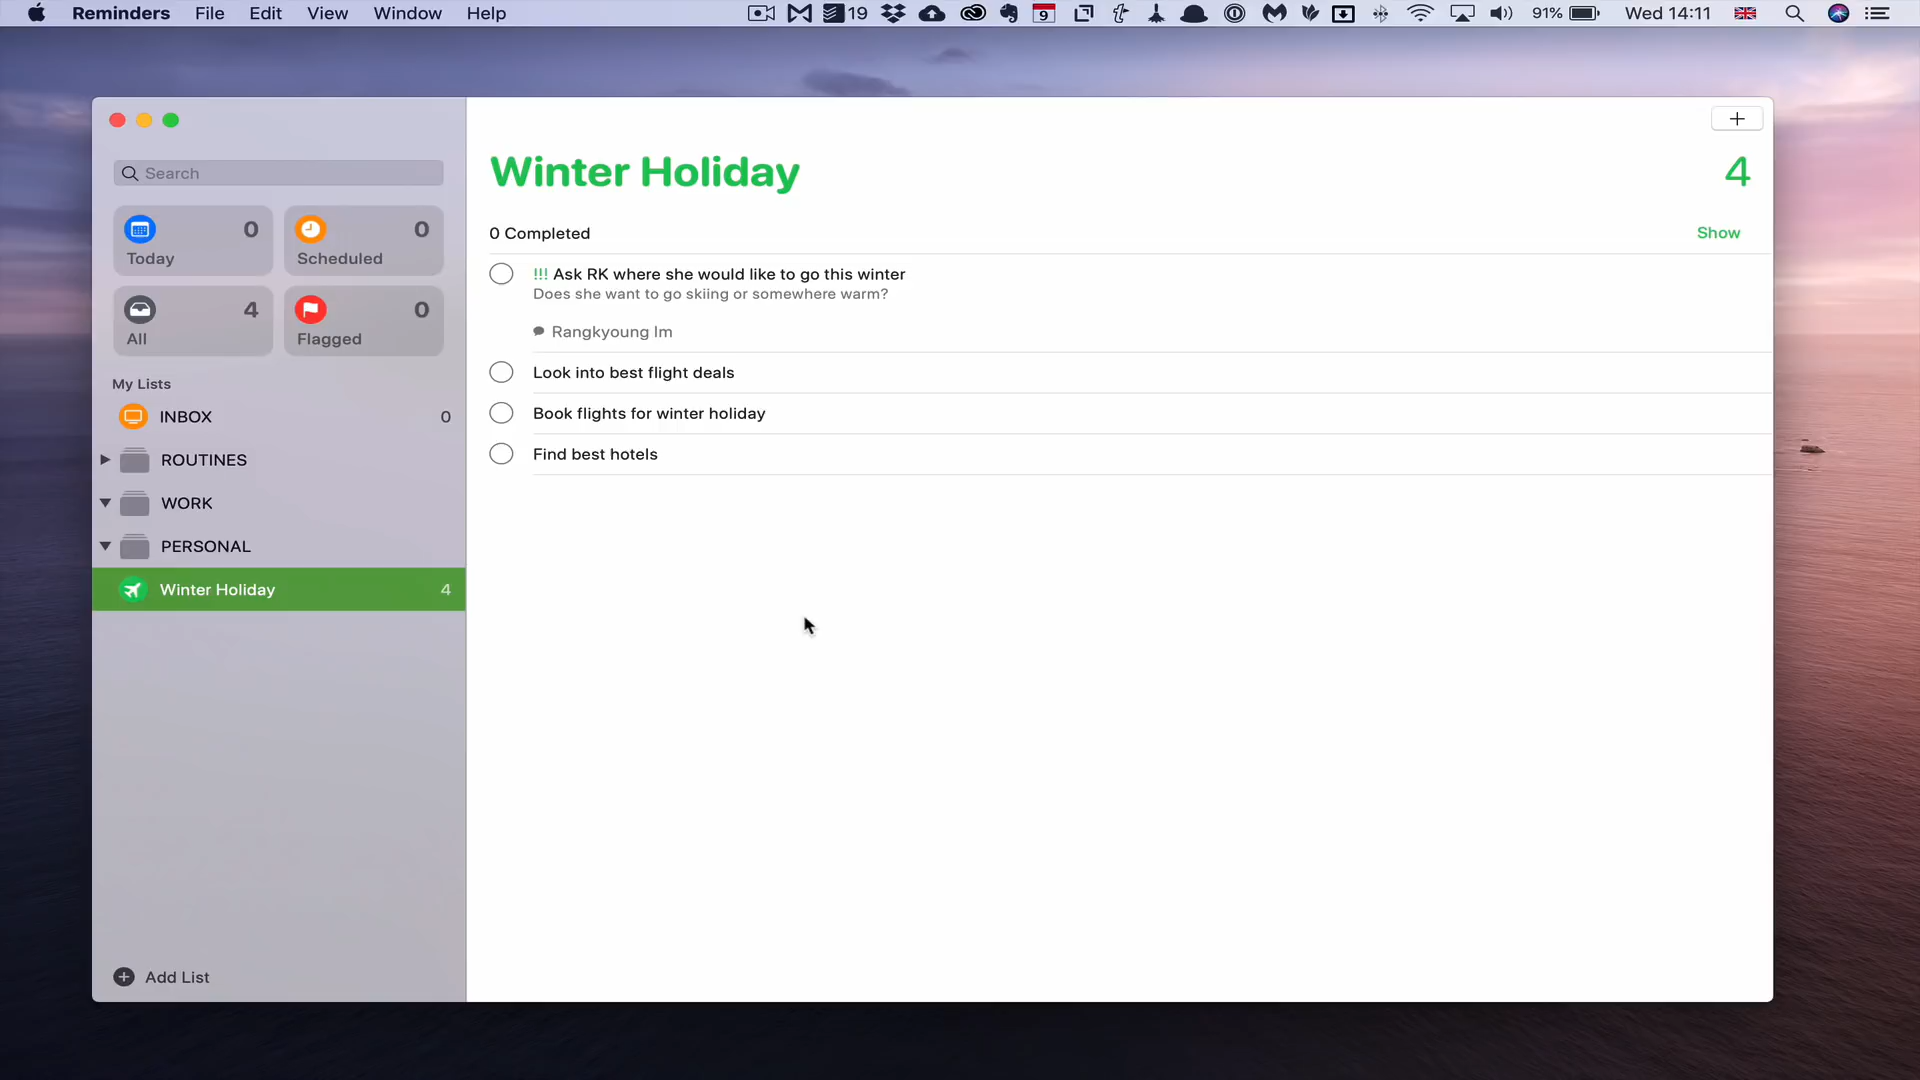 Reminders File Edit View Window Help 19 9 91% Wed 14:11
Search
0
Today
0
Scheduled
4
All
0
Flagged
My Lists
INBOX 0
ROUTINES
WORK
PERSONAL
Winter Holiday 4
Add List
Winter Holiday 4
0 Completed Show
!!! Ask RK where she would like to go this winter
Does she want to go skiing or somewhere warm?
Rangkyoung Im
Look into best flight deals
Book flights for winter holiday
Find best hotels